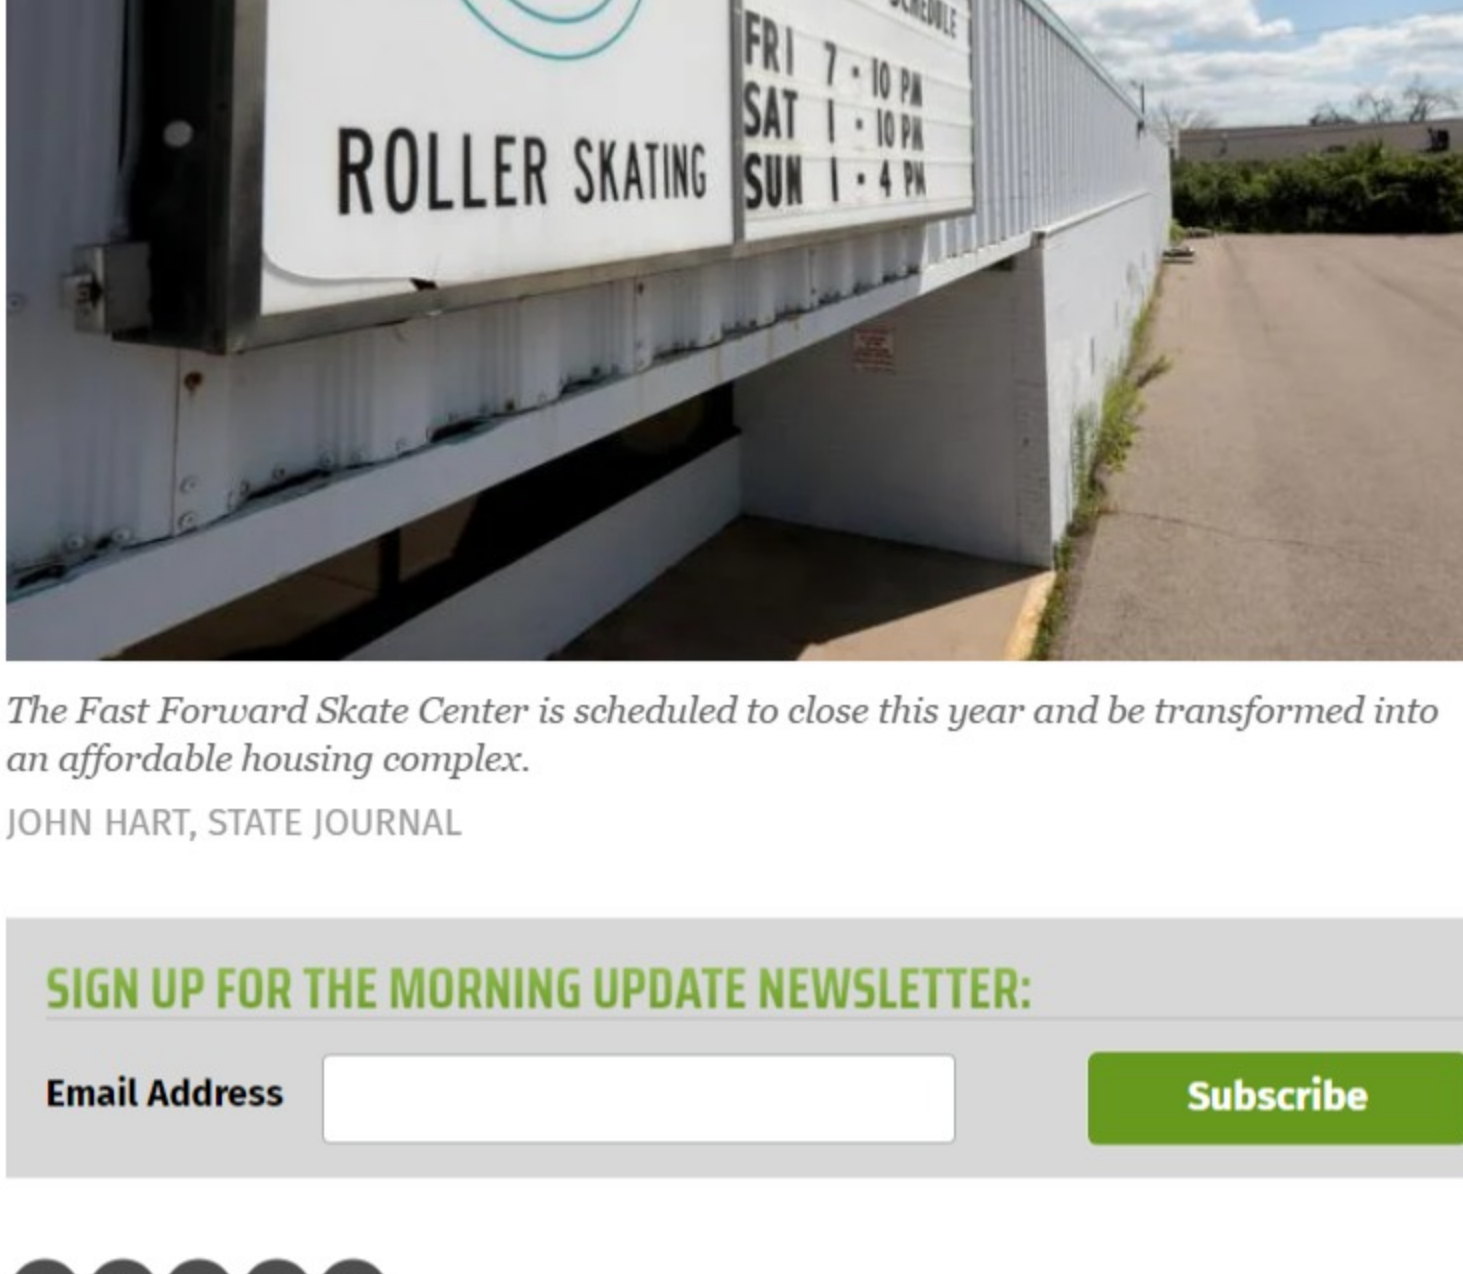 SCHEDULE
FRI 7 - 10 PM
SAT 1 - 10 PM
SUN 1 - 4 PM
ROLLER SKATING
The Fast Forward Skate Center is scheduled to close this year and be transformed into
an affordable housing complex.
JOHN HART, STATE JOURNAL
SIGN UP FOR THE MORNING UPDATE NEWSLETTER:
Email Address
Subscribe